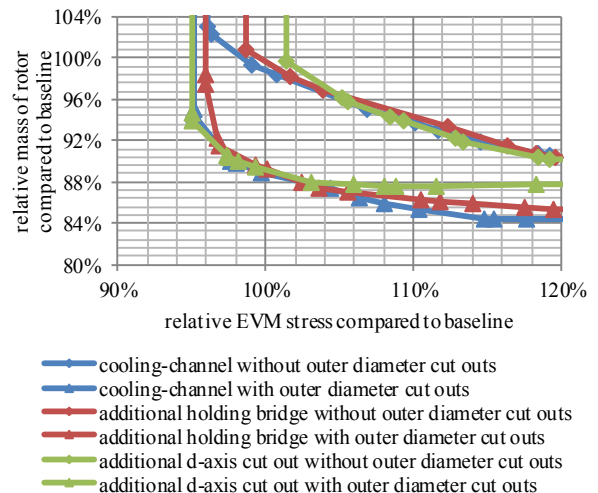 104%
100%
96%
92%
88%
84%
80%
relative mass of rotor
compared to baseline
90% 100% 110% 120%
relative EVM stress compared to baseline
cooling-channel without outer diameter cut outs
cooling-channel with outer diameter cut outs
additional holding bridge without outer diameter cut outs
additional holding bridge with outer diameter cut outs
additional d-axis cut out without outer diameter cut outs
additional d-axis cut out with outer diameter cut outs